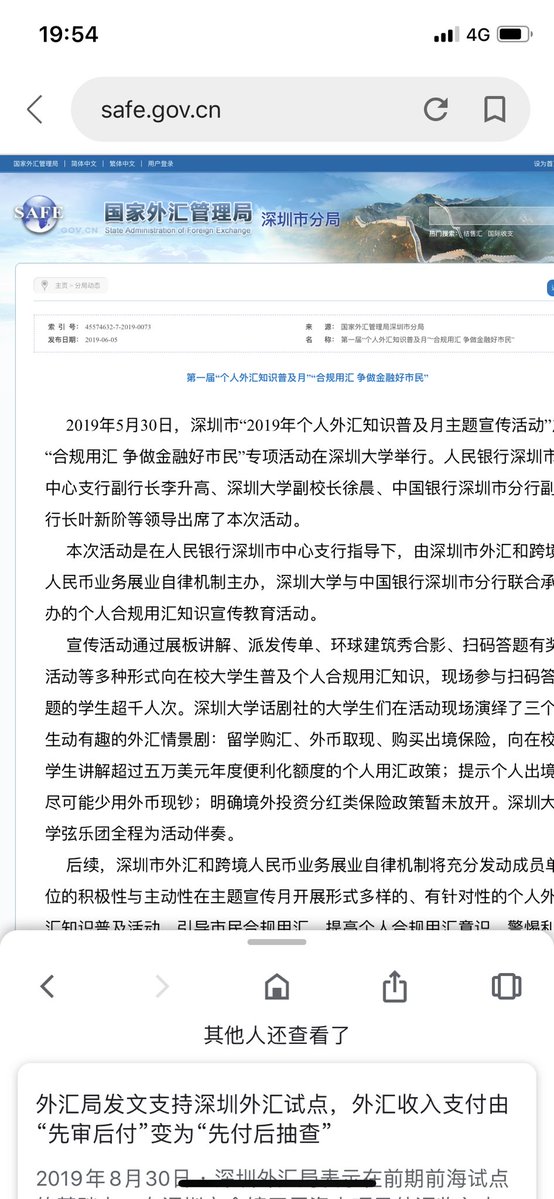 19:54
4G
safe.gov.cn
国家外汇管理局 | 简体中文 | 繁体中文 | 用户登录
设为首
SAFE
GOV.CN
国家外汇管理局 深圳市分局
State Administration of Foreign Exchange
热门搜索: 结售汇 国际收支
主页 > 分局动态
索 引 号: 45574632-7-2019-0073
来 源: 国家外汇管理局深圳市分局
发布日期: 2019-06-05
名 称: 第一届“个人外汇知识普及月”“合规用汇 争做金融好市民”
第一届“个人外汇知识普及月”“合规用汇 争做金融好市民”
2019年5月30日，深圳市“2019年个人外汇知识普及月主题宣传活动”
“合规用汇 争做金融好市民”专项活动在深圳大学举行。人民银行深圳市
中心支行副行长李升高、深圳大学副校长徐晨、中国银行深圳市分行副
行长叶新阶等领导出席了本次活动。
本次活动是在人民银行深圳市中心支行指导下，由深圳市外汇和跨境
人民币业务展业自律机制主办，深圳大学与中国银行深圳市分行联合承
办的个人合规用汇知识宣传教育活动。
宣传活动通过展板讲解、派发传单、环球建筑秀合影、扫码答题有奖
活动等多种形式向在校大学生普及个人合规用汇知识，现场参与扫码答
题的学生超千人次。深圳大学话剧社的大学生们在活动现场演绎了三个
生动有趣的外汇情景剧：留学购汇、外币取现、购买出境保险，向在校
学生讲解超过五万美元年度便利化额度的个人用汇政策；提示个人出境
尽可能少用外币现钞；明确境外投资分红类保险政策暂未放开。深圳大
学弦乐团全程为活动伴奏。
后续，深圳市外汇和跨境人民币业务展业自律机制将充分发动成员单
位的积极性与主动性在主题宣传月开展形式多样的、有针对性的个人外
汇知识普及活动，引导市民合规用汇，提高个人合规用汇意识，警惕利
其他人还查看了
外汇局发文支持深圳外汇试点，外汇收入支付由
“先审后付”变为“先付后抽查”
2019年8月30日 · 深圳外汇局表示在前期前海试点